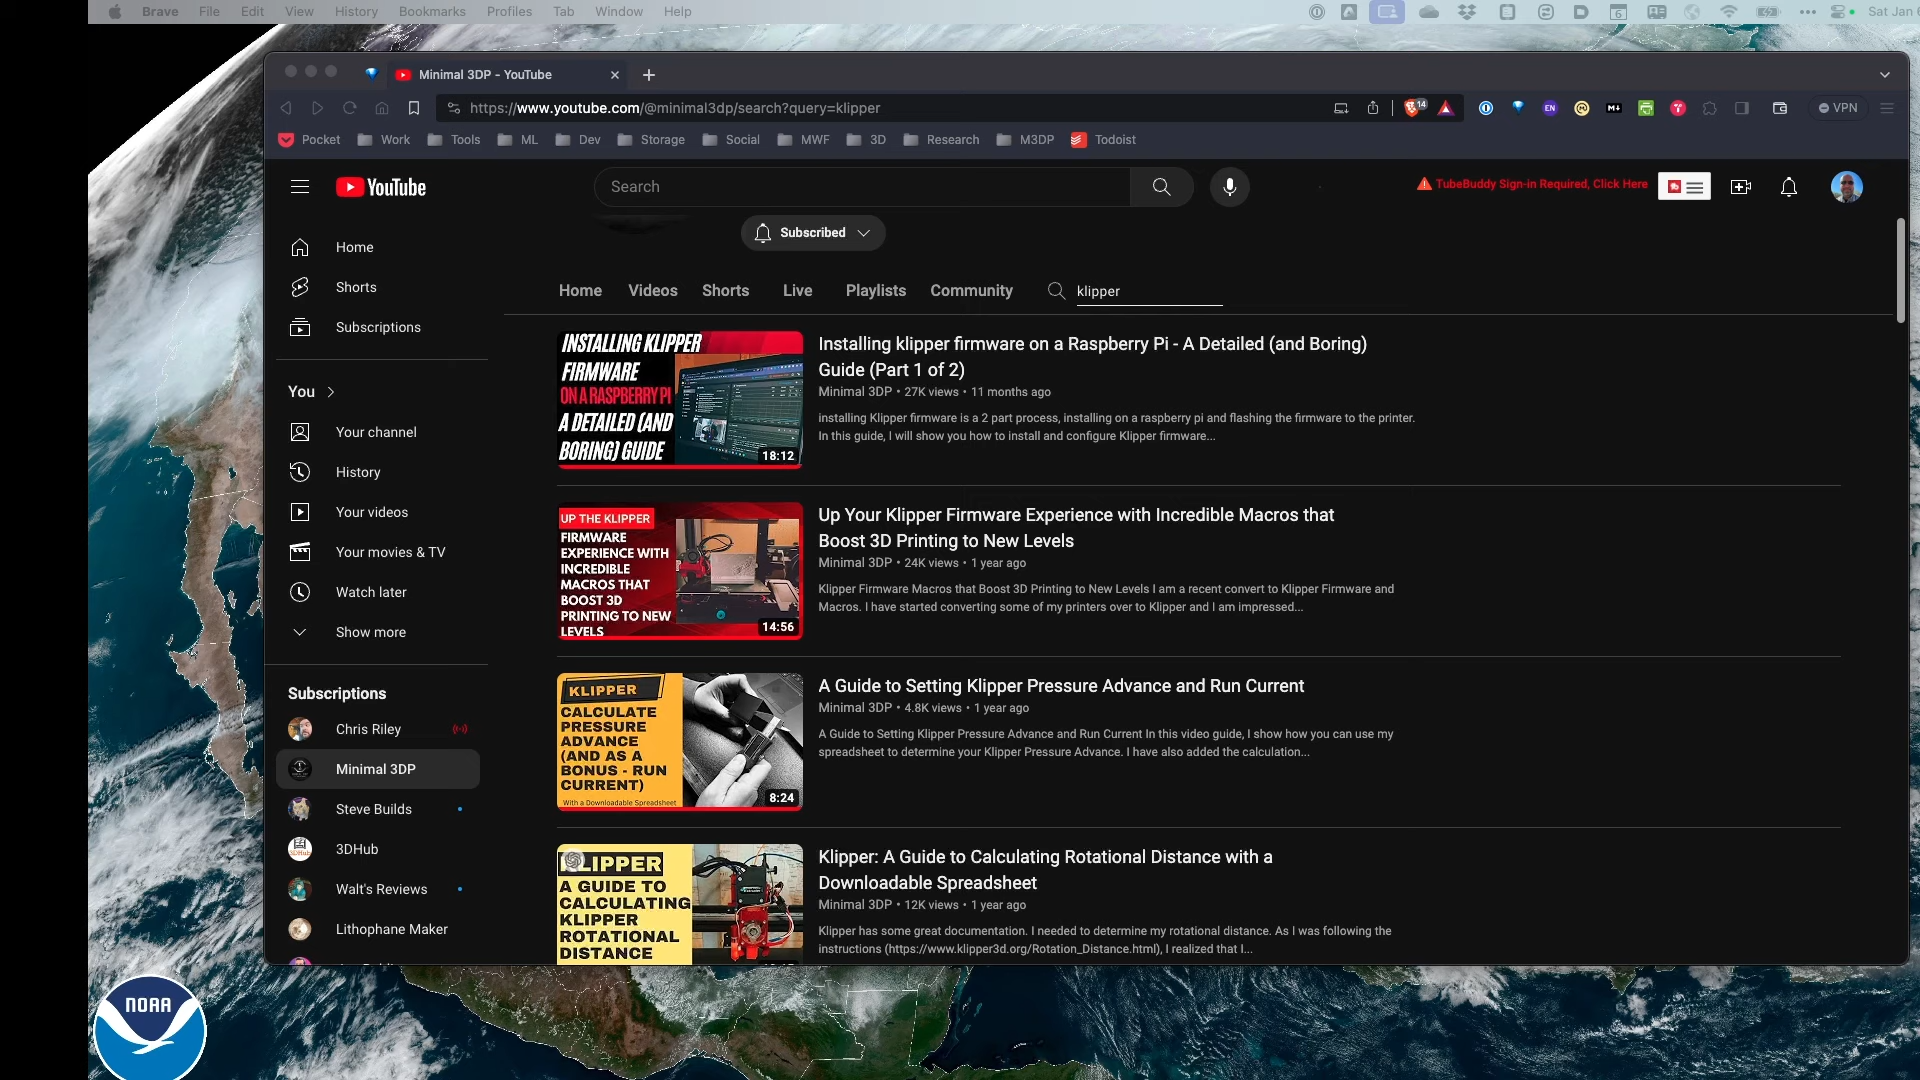 Brave File Edit View History Bookmarks Profiles Tab Window Help
Sat Jan
Minimal 3DP - YouTube
https://www.youtube.com/@minimal3dp/search?query=klipper
14
EN
VPN
Pocket Work Tools ML Dev Storage Social MWF 3D Research M3DP Todoist
YouTube
Search
TubeBuddy Sign-in Required, Click Here
Subscribed
Home Videos Shorts Live Playlists Community klipper
Home
Shorts
Subscriptions
You
Your channel
History
Your videos
Your movies & TV
Watch later
Show more
Subscriptions
Chris Riley
Minimal 3DP
Steve Builds
3DHub
Walt's Reviews
Lithophane Maker
INSTALLING KLIPPER
FIRMWARE
ON A RASPBERRY PI
A DETAILED (AND
BORING) GUIDE
18:12
Installing klipper firmware on a Raspberry Pi - A Detailed (and Boring)
Guide (Part 1 of 2)
Minimal 3DP • 27K views • 11 months ago
installing Klipper firmware is a 2 part process, installing on a raspberry pi and flashing the firmware to the printer.
In this guide, I will show you how to install and configure Klipper firmware...
UP THE KLIPPER
FIRMWARE
EXPERIENCE WITH
INCREDIBLE
MACROS THAT
BOOST 3D
PRINTING TO NEW
LEVELS
14:56
Up Your Klipper Firmware Experience with Incredible Macros that
Boost 3D Printing to New Levels
Minimal 3DP • 24K views • 1 year ago
Klipper Firmware Macros that Boost 3D Printing to New Levels I am a recent convert to Klipper Firmware and
Macros. I have started converting some of my printers over to Klipper and I am impressed...
KLIPPER
CALCULATE
PRESSURE
ADVANCE
(AND AS A
BONUS - RUN
CURRENT)
With a Downloadable Spreadsheet
8:24
A Guide to Setting Klipper Pressure Advance and Run Current
Minimal 3DP • 4.8K views • 1 year ago
A Guide to Setting Klipper Pressure Advance and Run Current In this video guide, I show how you can use my
spreadsheet to determine your Klipper Pressure Advance. I have also added the calculation...
KLIPPER
A GUIDE TO
CALCULATING
KLIPPER
ROTATIONAL
DISTANCE
Klipper: A Guide to Calculating Rotational Distance with a
Downloadable Spreadsheet
Minimal 3DP • 12K views • 1 year ago
Klipper has some great documentation. I needed to determine my rotational distance. As I was following the
instructions (https://www.klipper3d.org/Rotation_Distance.html), I realized that I...
NOAA